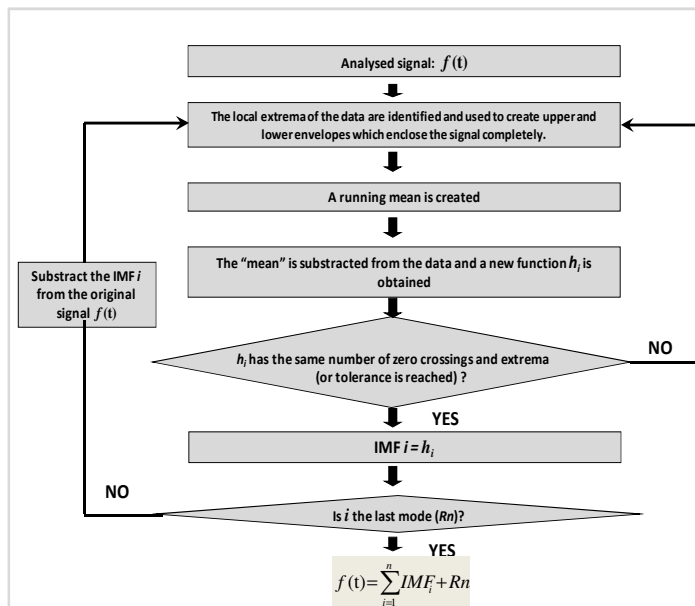 Analysed signal: f(t)
The local extrema of the data are identified and used to create upper and
lower envelopes which enclose the signal completely.
A running mean is created
The “mean” is substracted from the data and a new function hᵢ is
obtained
Substract the IMF i
from the original
signal f(t)
hᵢ has the same number of zero crossings and extrema
(or tolerance is reached) ?
NO
YES
IMF i = hᵢ
NO
Is i the last mode (Rn)?
YES
f(t)=∑ⁿᵢ₌₁IMFᵢ+Rn